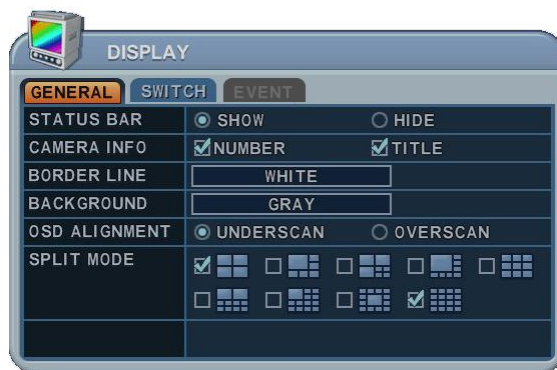 DISPLAY
GENERAL SWITCH EVENT
STATUS BAR SHOW HIDE
CAMERA INFO NUMBER TITLE
BORDER LINE WHITE
BACKGROUND GRAY
OSD ALIGNMENT UNDERSCAN OVERSCAN
SPLIT MODE